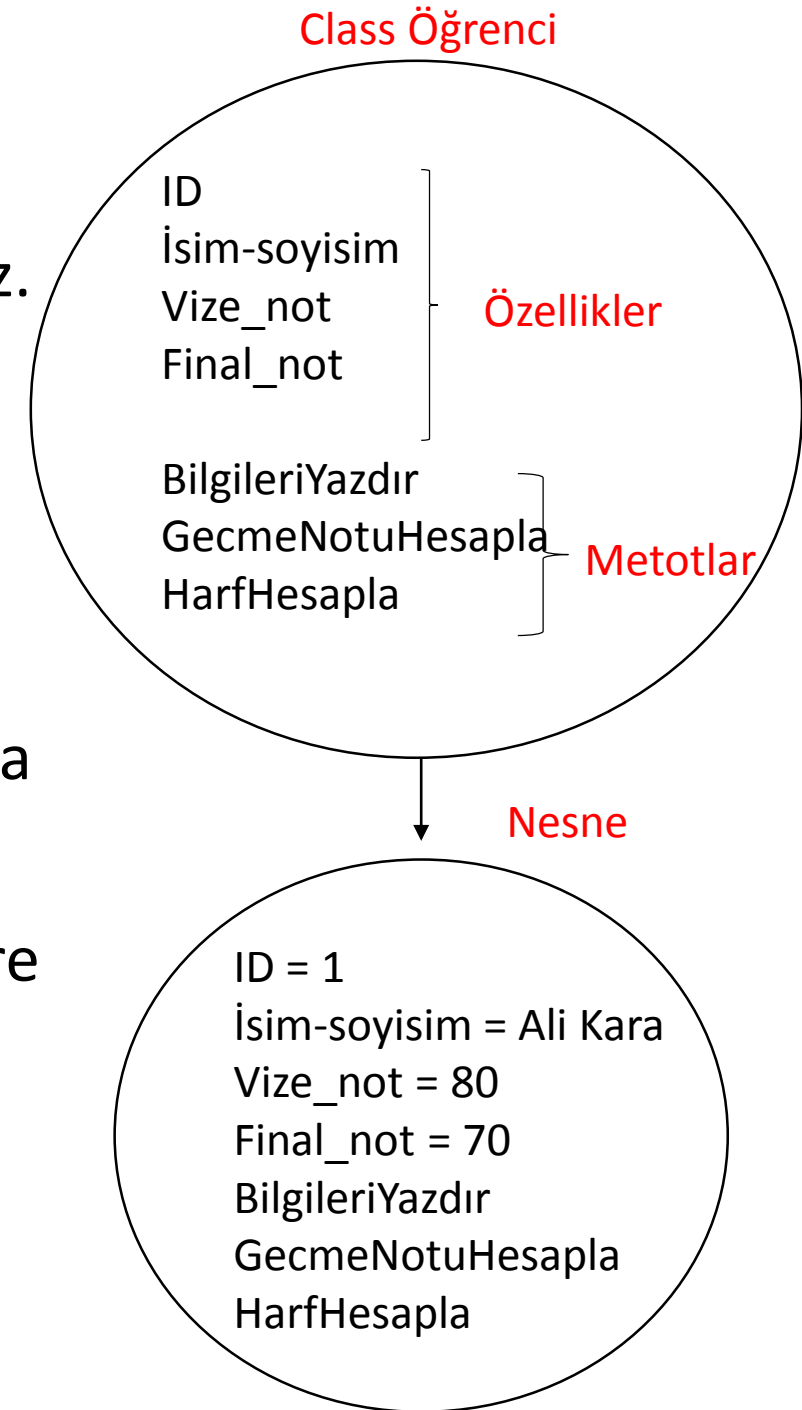 Class Öğrenci
ID
İsim-soyisim
z.
Vize_not
Özellikler
Final_not
BilgileriYazdır
GecmeNotuHesapla
Metotlar
HarfHesapla
a
Nesne
re
ID = 1
İsim-soyisim = Ali Kara
Vize_not = 80
Final_not = 70
BilgileriYazdır
GecmeNotuHesapla
HarfHesapla